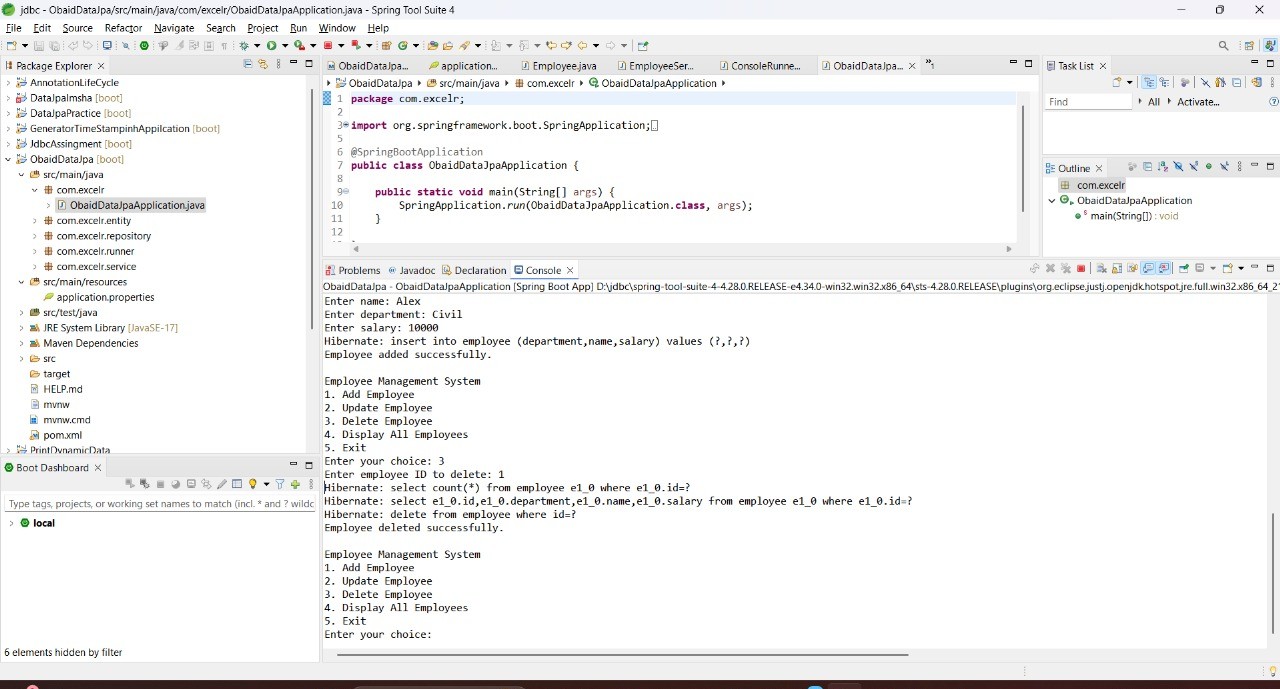 jdbc - ObaidDataJpa/src/main/java/com/excelr/ObaidDataJpaApplication.java - Spring Tool Suite 4
File Edit Source Refactor Navigate Search Project Run Window Help
Package Explorer
AnnotationLifeCycle
DataJpaImsha [boot]
DataJpaPractice [boot]
GeneratorTimeStampinhAppilcation [boot]
JdbcAssingment [boot]
ObaidDataJpa [boot]
src/main/java
com.excelr
ObaidDataJpaApplication.java
com.excelr.entity
com.excelr.repository
com.excelr.runner
com.excelr.service
src/main/resources
application.properties
src/test/java
JRE System Library [JavaSE-17]
Maven Dependencies
src
target
HELP.md
mvnw
mvnw.cmd
pom.xml
PrintDynamicData
Boot Dashboard
Type tags, projects, or working set names to match (incl. * and ? wildc
local
6 elements hidden by filter
ObaidDataJpa... application... Employee.java EmployeeSer... ConsoleRunne... ObaidDataJpa... »1
ObaidDataJpa src/main/java com.excelr ObaidDataJpaApplication
1 package com.excelr;
2
3 import org.springframework.boot.SpringApplication;
5
6 @SpringBootApplication
7 public class ObaidDataJpaApplication {
8
9 public static void main(String[] args) {
10 SpringApplication.run(ObaidDataJpaApplication.class, args);
11 }
12
Task List
Find All Activate...
Outline
com.excelr
ObaidDataJpaApplication
main(String[]) : void
Problems Javadoc Declaration Console
ObaidDataJpa - ObaidDataJpaApplication [Spring Boot App] D:\jdbc\spring-tool-suite-4-4.28.0.RELEASE-e4.34.0-win32.win32.x86_64\sts-4.28.0.RELEASE\plugins\org.eclipse.justj.openjdk.hotspot.jre.full.win32.x86_64_2
Enter name: Alex
Enter department: Civil
Enter salary: 10000
Hibernate: insert into employee (department,name,salary) values (?,?,?)
Employee added successfully.
Employee Management System
1. Add Employee
2. Update Employee
3. Delete Employee
4. Display All Employees
5. Exit
Enter your choice: 3
Enter employee ID to delete: 1
Hibernate: select count(*) from employee e1_0 where e1_0.id=?
Hibernate: select e1_0.id,e1_0.department,e1_0.name,e1_0.salary from employee e1_0 where e1_0.id=?
Hibernate: delete from employee where id=?
Employee deleted successfully.
Employee Management System
1. Add Employee
2. Update Employee
3. Delete Employee
4. Display All Employees
5. Exit
Enter your choice: